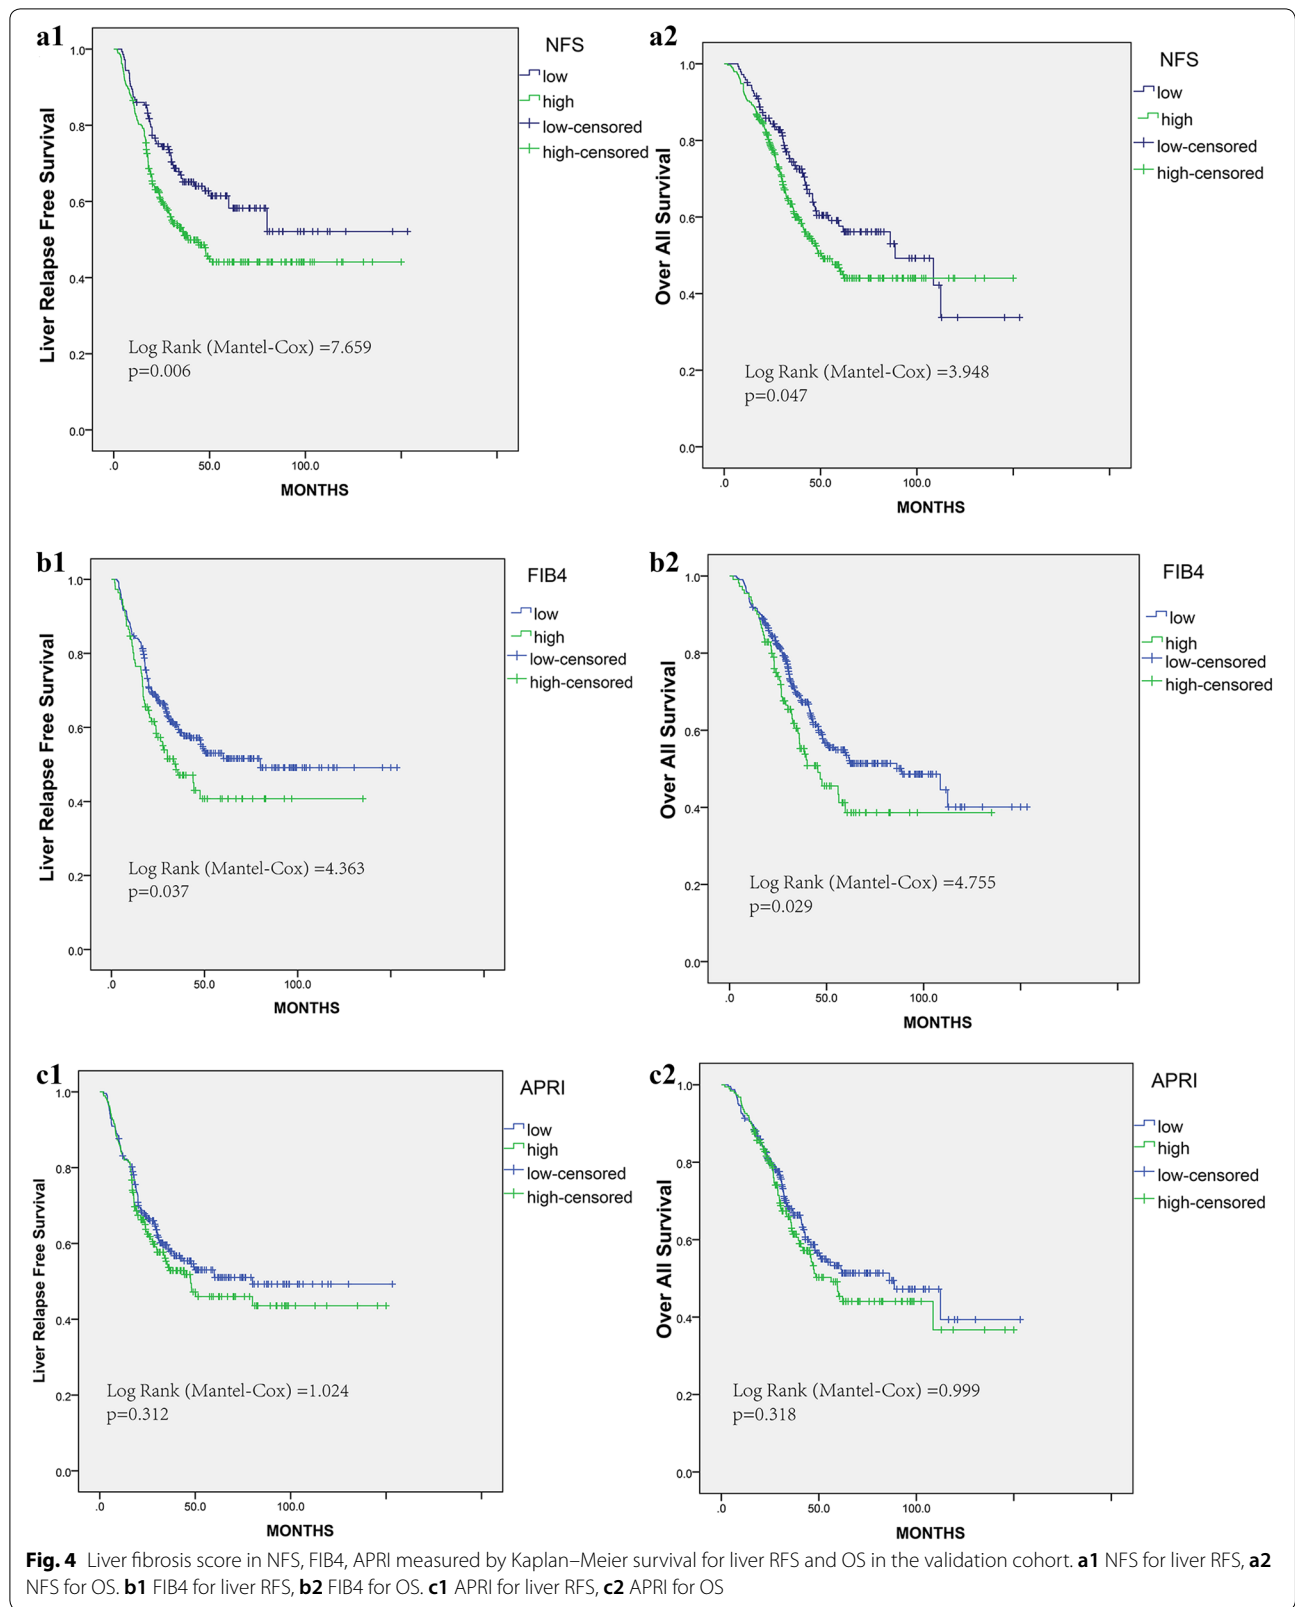 a1
NFS
low
high
low-censored
high-censored
Liver Relapse Free Survival
1.0
0.8
0.6
0.4
0.2
0.0
Log Rank (Mantel-Cox) =7.659
p=0.006
.0
50.0
100.0
MONTHS
a2
NFS
low
high
low-censored
high-censored
Over All Survival
1.0
0.8
0.6
0.4
0.2
0.0
Log Rank (Mantel-Cox) =3.948
p=0.047
.0
50.0
100.0
MONTHS
b1
FIB4
low
high
low-censored
high-censored
Liver Relapse Free Survival
1.0
0.8
0.6
0.4
0.2
0.0
Log Rank (Mantel-Cox) =4.363
p=0.037
.0
50.0
100.0
MONTHS
b2
FIB4
low
high
low-censored
high-censored
Over All Survival
1.0
0.8
0.6
0.4
0.2
0.0
Log Rank (Mantel-Cox) =4.755
p=0.029
.0
50.0
100.0
MONTHS
c1
APRI
low
high
low-censored
high-censored
Liver Relapse Free Survival
1.0
0.8
0.6
0.4
0.2
0.0
Log Rank (Mantel-Cox) =1.024
p=0.312
.0
50.0
100.0
MONTHS
c2
APRI
low
high
low-censored
high-censored
Over All Survival
1.0
0.8
0.6
0.4
0.2
0.0
Log Rank (Mantel-Cox) =0.999
p=0.318
.0
50.0
100.0
MONTHS
Fig. 4 Liver fibrosis score in NFS, FIB4, APRI measured by Kaplan–Meier survival for liver RFS and OS in the validation cohort. a1 NFS for liver RFS, a2
NFS for OS. b1 FIB4 for liver RFS, b2 FIB4 for OS. c1 APRI for liver RFS, c2 APRI for OS